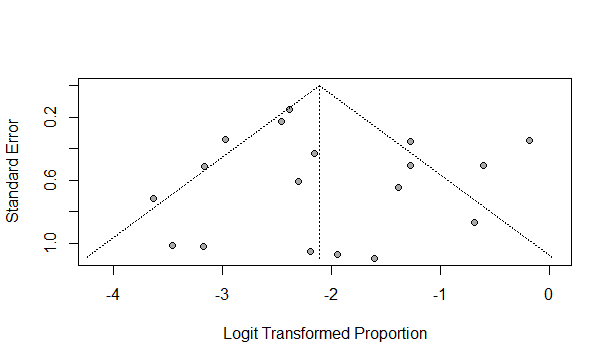 Standard Error
0.2
0.6
1.0
-4 -3 -2 -1 0
Logit Transformed Proportion